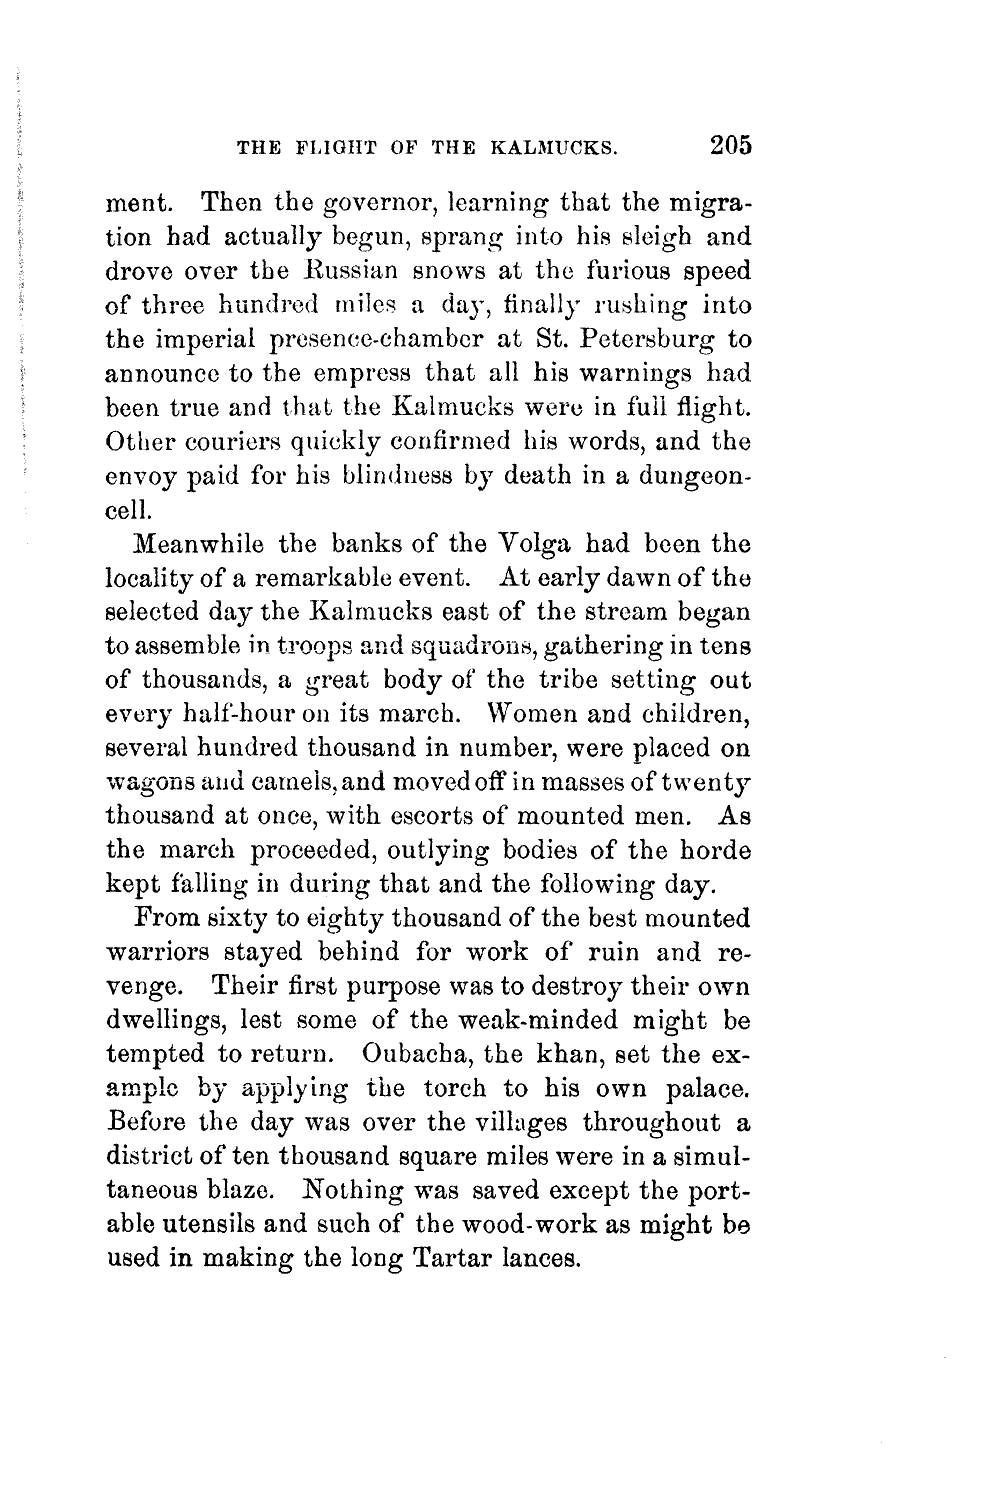 THE FLIGHT OF THE KALMUCKS. 205
ment. Then the governor, learning that the migra-
tion had actually begun, sprang into his sleigh and
drove over the Russian snows at the furious speed
of three hundred miles a day, finally rushing into
the imperial presence-chamber at St. Petersburg to
announce to the empress that all his warnings had
been true and that the Kalmucks were in full flight.
Other couriers quickly confirmed his words, and the
envoy paid for his blindness by death in a dungeon-
cell.
Meanwhile the banks of the Volga had been the
locality of a remarkable event. At early dawn of the
selected day the Kalmucks east of the stream began
to assemble in troops and squadrons, gathering in tens
of thousands, a great body of the tribe setting out
every half-hour on its march. Women and children,
several hundred thousand in number, were placed on
wagons and camels, and moved off in masses of twenty
thousand at once, with escorts of mounted men. As
the march proceeded, outlying bodies of the horde
kept falling in during that and the following day.
From sixty to eighty thousand of the best mounted
warriors stayed behind for work of ruin and re-
venge. Their first purpose was to destroy their own
dwellings, lest some of the weak-minded might be
tempted to return. Oubacha, the khan, set the ex-
ample by applying the torch to his own palace.
Before the day was over the villages throughout a
district of ten thousand square miles were in a simul-
taneous blaze. Nothing was saved except the port-
able utensils and such of the wood-work as might be
used in making the long Tartar lances.